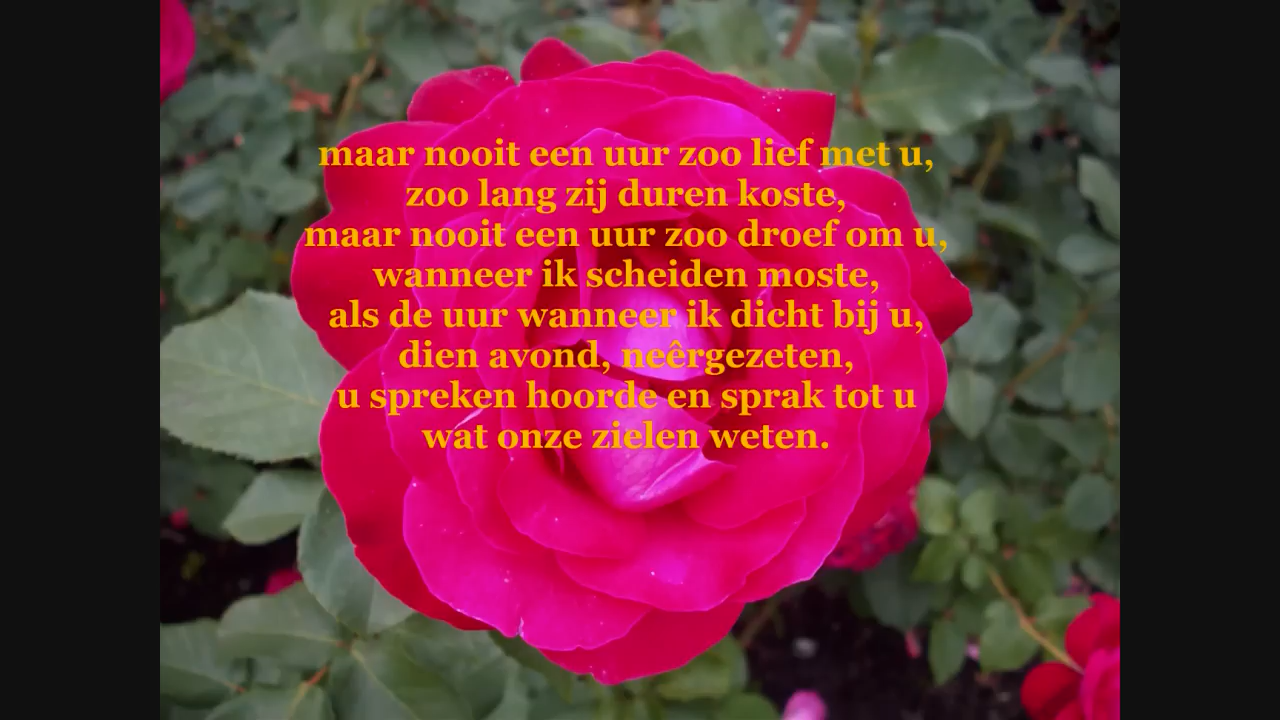 maar nooit een uur zoo lief met u,
zoo lang zij duren koste,
maar nooit een uur zoo droef om u,
wanneer ik scheiden moste,
als de uur wanneer ik dicht bij u,
dien avond, neêrgezeten,
u spreken hoorde en sprak tot u
wat onze zielen weten.